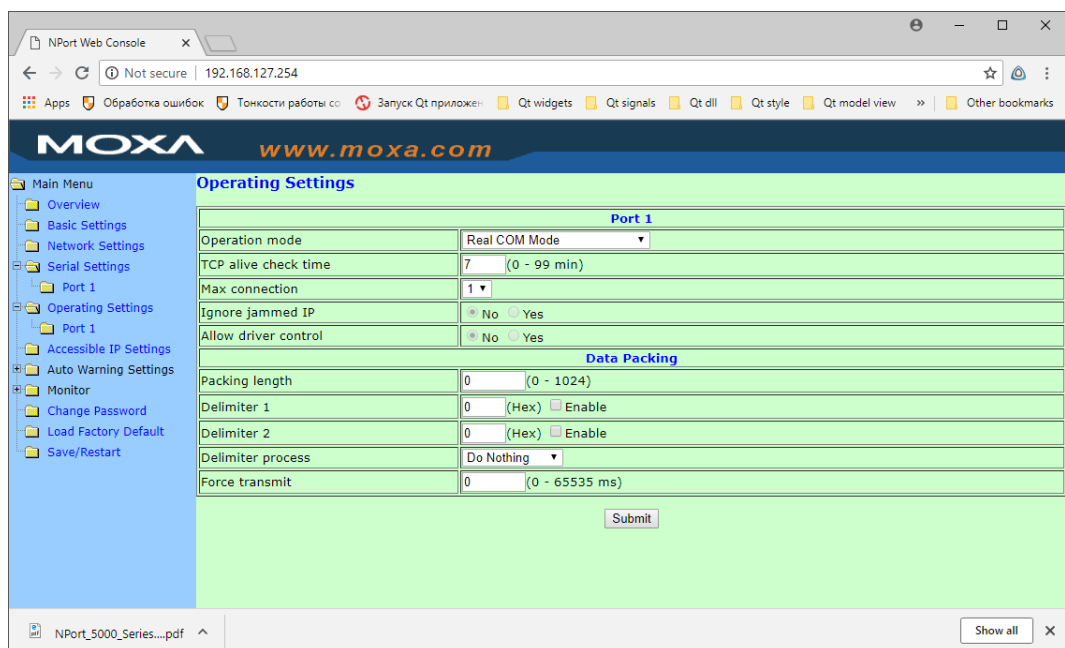 NPort Web Console
Not secure | 192.168.127.254
Apps Обработка ошибок Тонкости работы со Запуск Qt приложен Qt widgets Qt signals Qt dll Qt style Qt model view » Other bookmarks
MOXA www.moxa.com
Main Menu
Overview
Basic Settings
Network Settings
Serial Settings
Port 1
Operating Settings
Port 1
Accessible IP Settings
Auto Warning Settings
Monitor
Change Password
Load Factory Default
Save/Restart
Operating Settings
Port 1
Operation mode Real COM Mode
TCP alive check time 7 (0 - 99 min)
Max connection 1
Ignore jammed IP No Yes
Allow driver control No Yes
Data Packing
Packing length 0 (0 - 1024)
Delimiter 1 0 (Hex) Enable
Delimiter 2 0 (Hex) Enable
Delimiter process Do Nothing
Force transmit 0 (0 - 65535 ms)
Submit
NPort_5000_Series....pdf
Show all